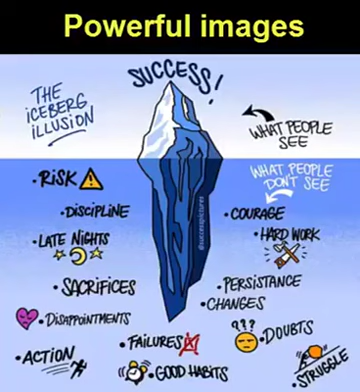 Powerful images
SUCCESS!
THE
ICEBERG
ILLUSION
WHAT PEOPLE
SEE
WHAT PEOPLE
DON'T SEE
• RISK
• DISCIPLINE
• COURAGE
• LATE NIGHTS
• HARD WORK
@successpictures
• SACRIFICES
• PERSISTANCE
• CHANGES
• DISAPPOINTMENTS
• FAILURES
???
• DOUBTS
• ACTION
• GOOD HABITS
• STRUGGLE